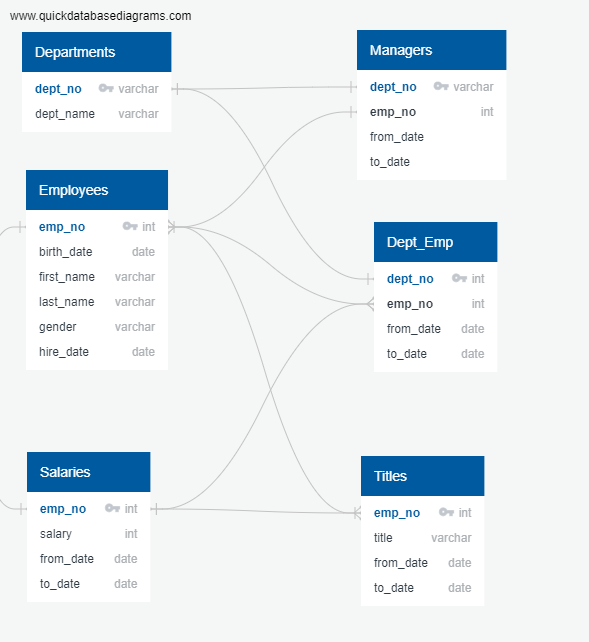 www.quickdatabasediagrams.com
Departments
dept_no varchar
dept_name varchar
Managers
dept_no varchar
emp_no int
from_date
to_date
Employees
emp_no int
birth_date date
first_name varchar
last_name varchar
gender varchar
hire_date date
Dept_Emp
dept_no int
emp_no int
from_date date
to_date date
Salaries
emp_no int
salary int
from_date date
to_date date
Titles
emp_no int
title varchar
from_date date
to_date date